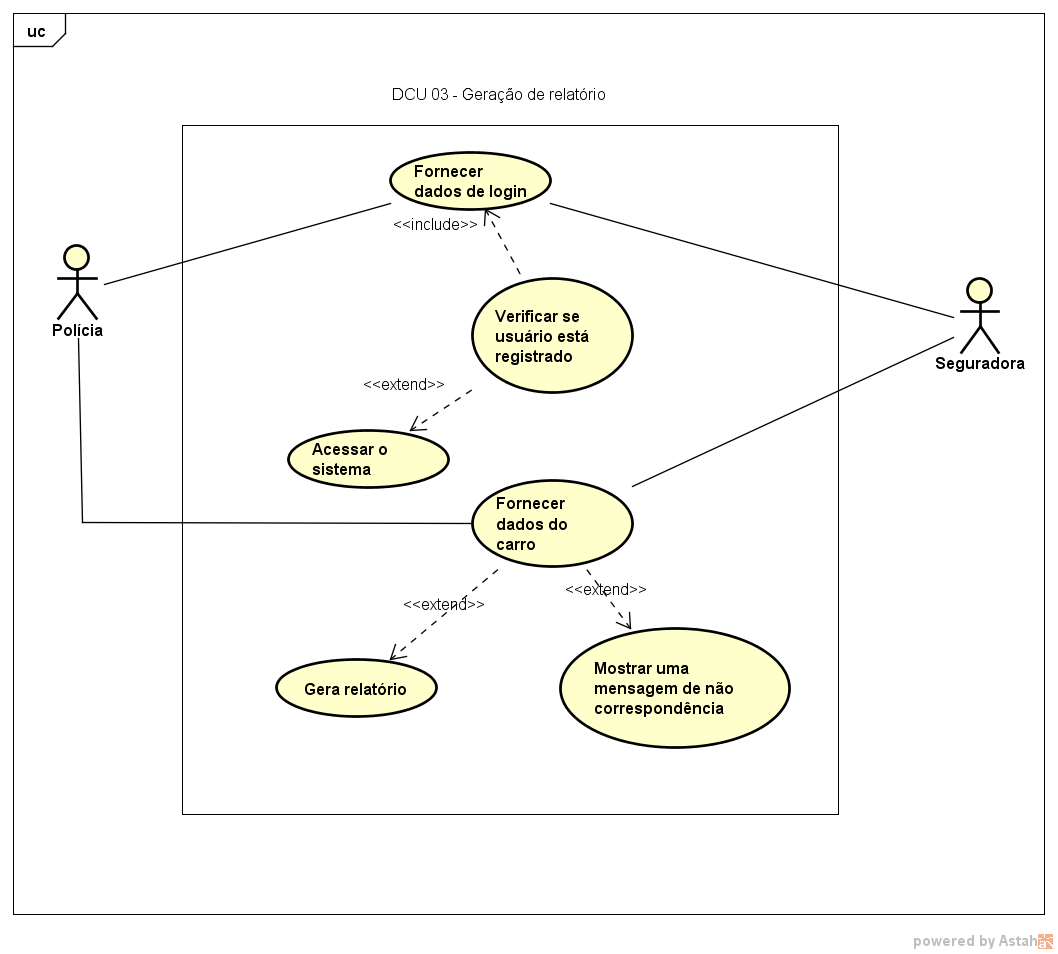 uc
DCU 03 - Geração de relatório
Fornecer
dados de login
<<include>>
Polícia
Verificar se
usuário está
registrado
Seguradora
<<extend>>
Acessar o
sistema
Fornecer
dados do
carro
<<extend>>
<<extend>>
Gera relatório
Mostrar uma
mensagem de não
correspondência
powered by Astah